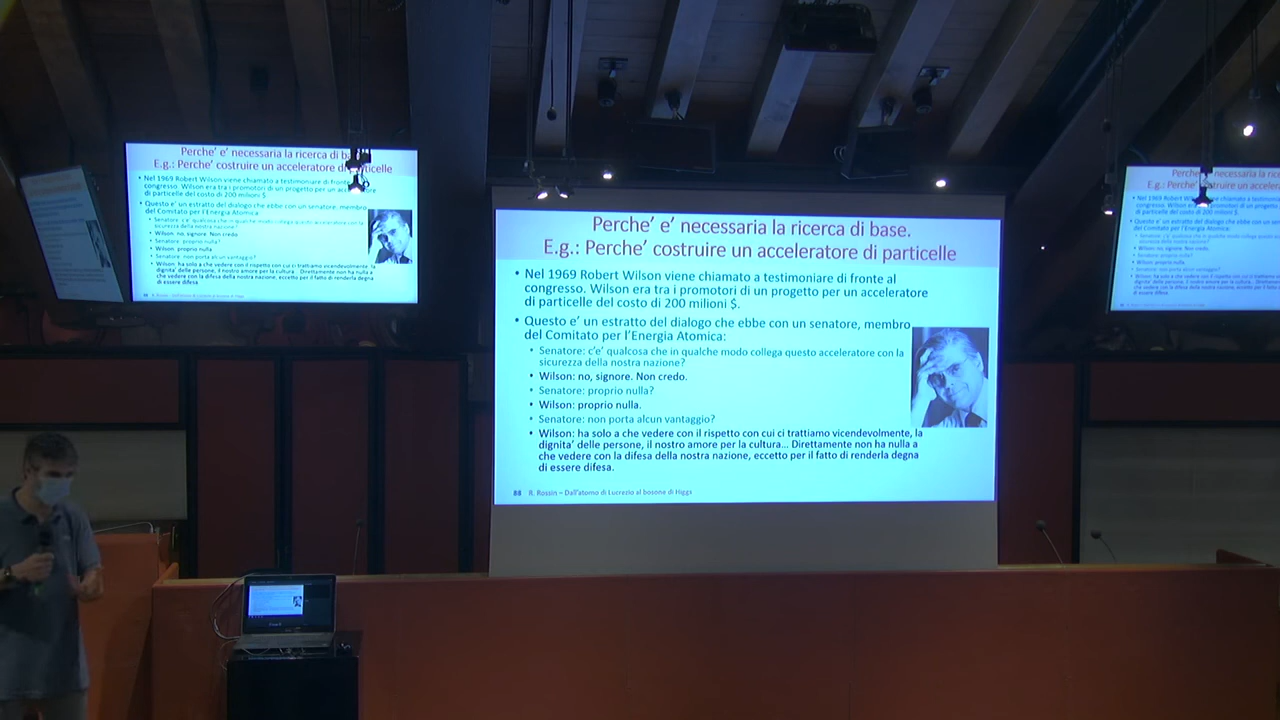 Perche' e' necessaria la ricerca di base.
E.g.: Perche' costruire un acceleratore di particelle
• Nel 1969 Robert Wilson viene chiamato a testimoniare di fronte al
congresso. Wilson era tra i promotori di un progetto per un acceleratore
di particelle del costo di 200 milioni $.
• Questo e' un estratto del dialogo che ebbe con un senatore, membro
del Comitato per l'Energia Atomica:
• Senatore: c'e' qualcosa che in qualche modo collega questo acceleratore con la
sicurezza della nostra nazione?
• Wilson: no, signore. Non credo.
• Senatore: proprio nulla?
• Wilson: proprio nulla.
• Senatore: non porta alcun vantaggio?
• Wilson: ha solo a che vedere con il rispetto con cui ci trattiamo vicendevolmente, la
dignita' delle persone, il nostro amore per la cultura... Direttamente non ha nulla a
che vedere con la difesa della nostra nazione, eccetto per il fatto di renderla degna
di essere difesa.
88 R. Rossin – Dall'atomo di Lucrezio al bosone di Higgs